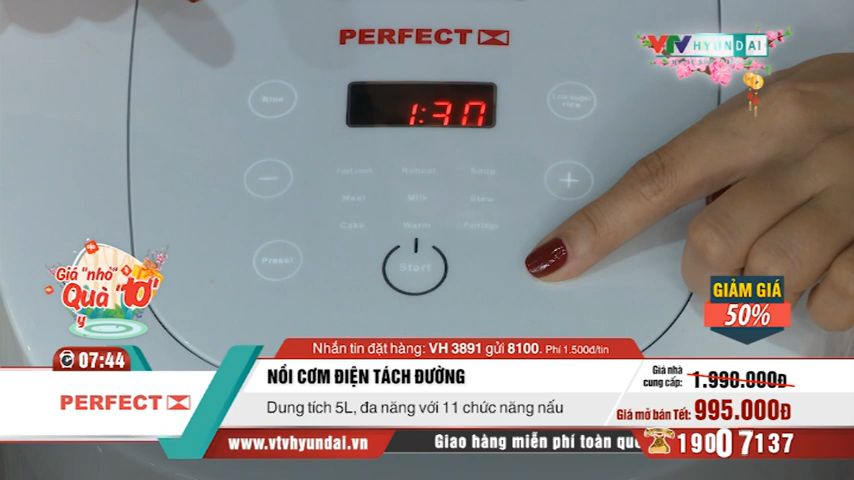 PERFECT
VTV HYUNDAI
Rice
1:30
Low sugar rice
Reheat
Soup
Meal
Milk
Stew
Cake
Warm
Porridge
Preset
Start
Giá "nhỏ"
Quà "to"
GIẢM GIÁ
50%
07:44
Nhắn tin đặt hàng: VH 3891 gửi 8100. Phí 1.500đ/tin
PERFECT
NỒI CƠM ĐIỆN TÁCH ĐƯỜNG
Dung tích 5L, đa năng với 11 chức năng nấu
Giá nhà cung cấp: 1.990.000Đ
Giá mở bán Tết: 995.000Đ
www.vtvhyundai.vn
Giao hàng miễn phí toàn qu
1900 7137